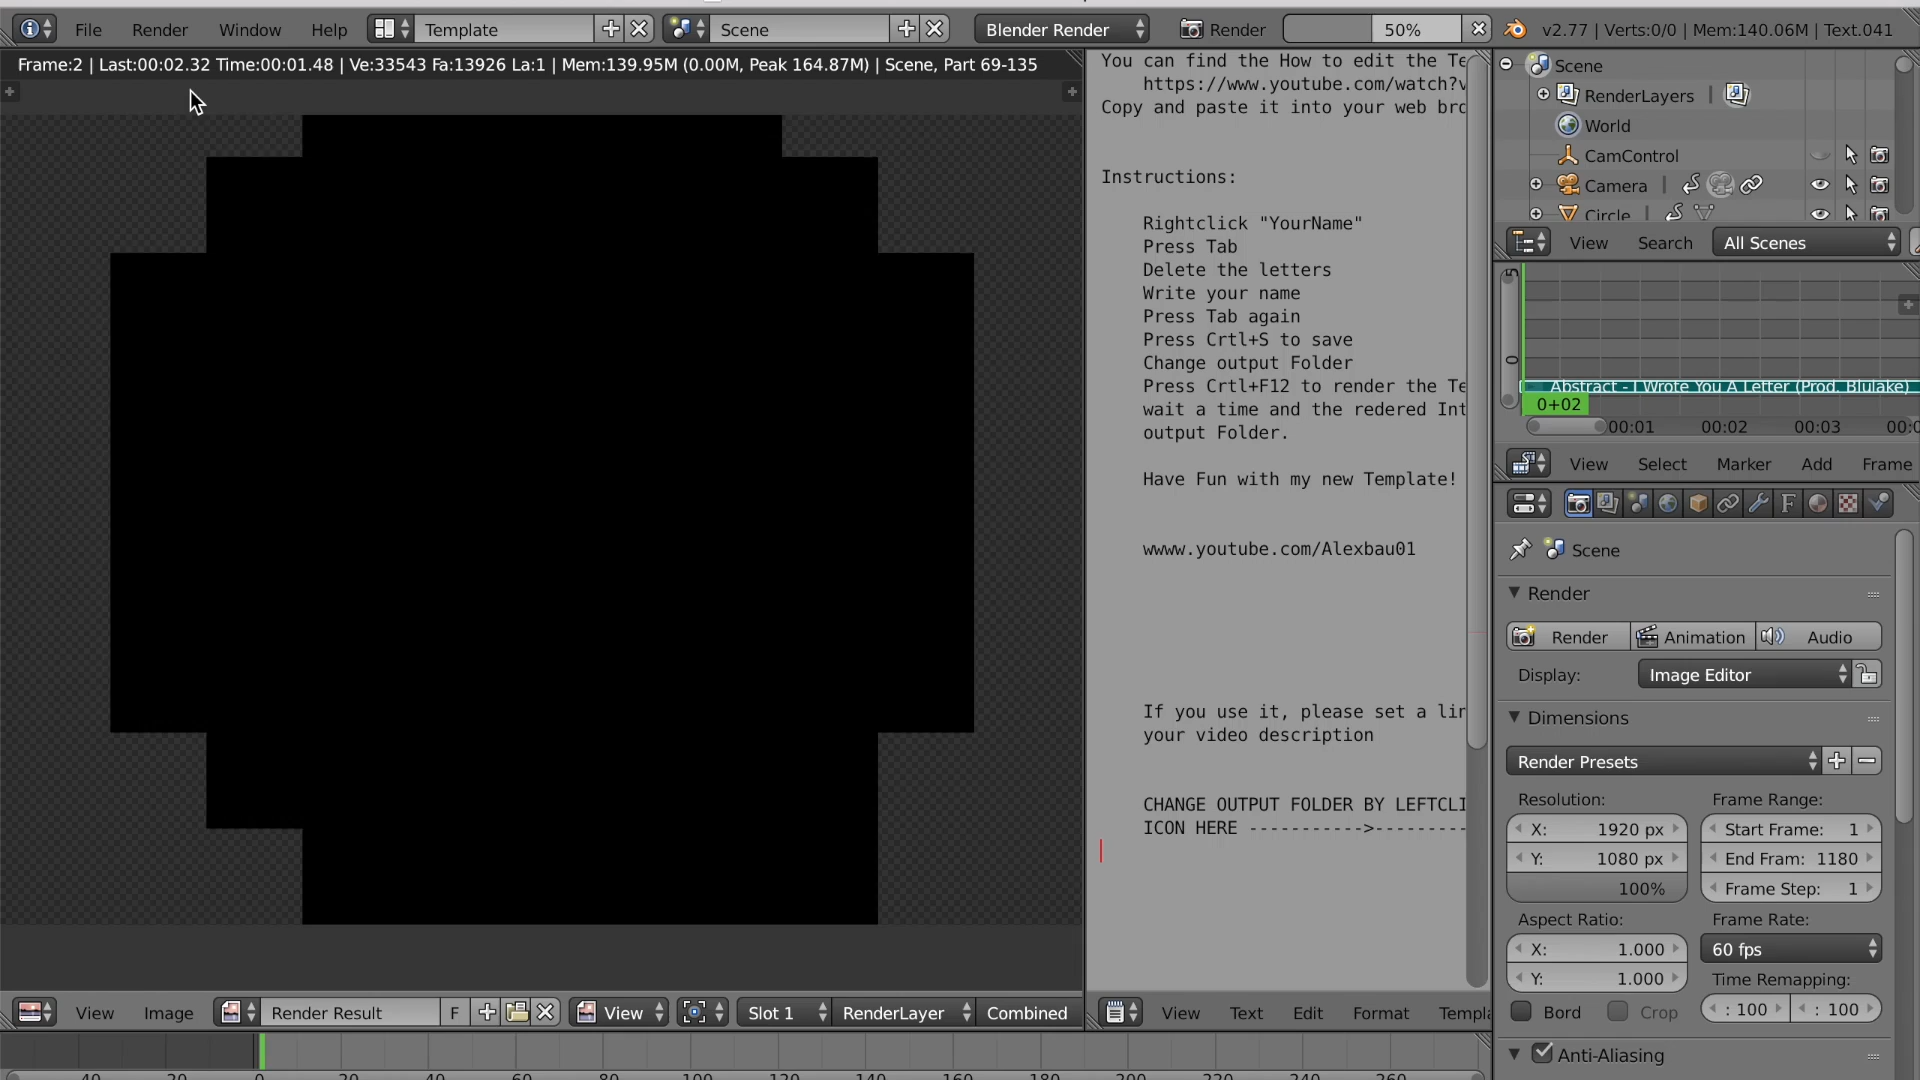 File Render Window Help Template Scene Blender Render Render 50% v2.77 | Verts:0/0 | Mem:140.06M | Text.041
Frame:2 | Last:00:02.32 Time:00:01.48 | Ve:33543 Fa:13926 La:1 | Mem:139.95M (0.00M, Peak 164.87M) | Scene, Part 69-135
You can find the How to edit the Te
https://www.youtube.com/watch?v
Copy and paste it into your web bro
Instructions:
Rightclick "YourName"
Press Tab
Delete the letters
Write your name
Press Tab again
Press Crtl+S to save
Change output Folder
Press Crtl+F12 to render the Te
wait a time and the redered Int
output Folder.
Have Fun with my new Template!
wwww.youtube.com/Alexbau01
If you use it, please set a lin
your video description
CHANGE OUTPUT FOLDER BY LEFTCLI
ICON HERE ----------->---------
View Image Render Result F View Slot 1 RenderLayer Combined
View Text Edit Format Templa
40 20 0 20 40 60 80 100 120 140 160 180 200 220 240 260
Scene
RenderLayers |
World
CamControl
Camera |
Circle
View Search All Scenes
5
0
Abstract - I Wrote You A Letter (Prod. Blulake)
0+02
00:01 00:02 00:03 00:0
View Select Marker Add Frame
F
Scene
Render
Render Animation Audio
Display: Image Editor
Dimensions
Render Presets
Resolution: Frame Range:
X: 1920 px Start Frame: 1
Y: 1080 px End Fram: 1180
100% Frame Step: 1
Aspect Ratio: Frame Rate:
X: 1.000 60 fps
Y: 1.000 Time Remapping:
Bord Crop : 100 : 100
Anti-Aliasing